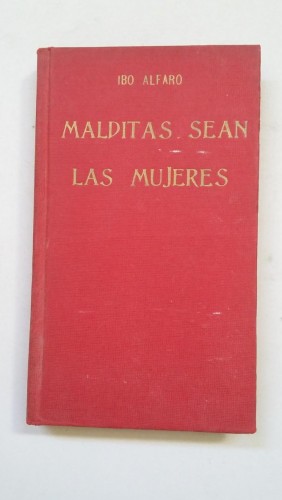 IBO ALFARO
MALDITAS SEAN
LAS MUJERES